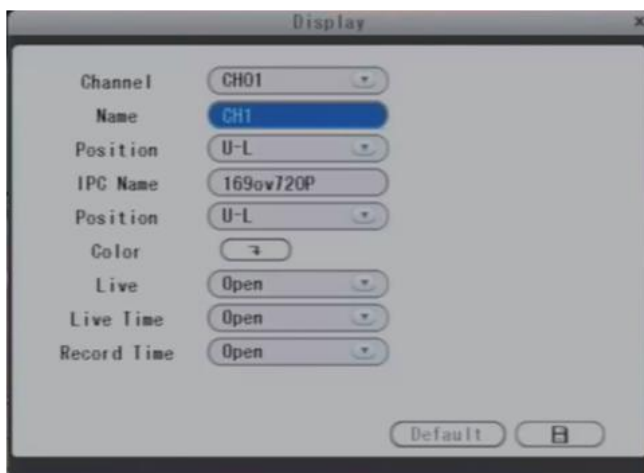 Display
Channel CH01
Name CH1
Position U-L
IPC Name 169ov720P
Position U-L
Color
Live Open
Live Time Open
Record Time Open
Default